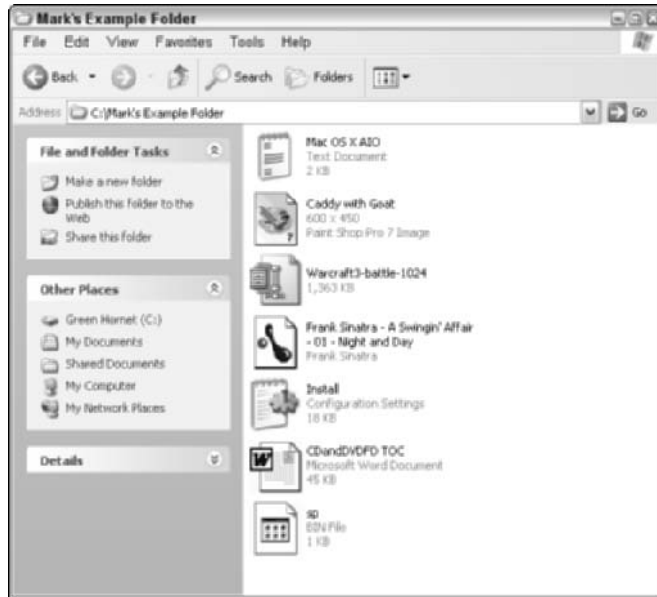 Mark's Example Folder
File Edit View Favorites Tools Help
Back Search Folders
Address C:\Mark's Example Folder Go
File and Folder Tasks
Make a new folder
Publish this folder to the
Web
Share this folder
Other Places
Green Hornet (C:)
My Documents
Shared Documents
My Computer
My Network Places
Details
Mac OS X AIO
Text Document
2 KB
Caddy with Goat
600 x 450
Paint Shop Pro 7 Image
Warcraft3-battle-1024
1,363 KB
Frank Sinatra - A Swingin' Affair
- 01 - Night and Day
Frank Sinatra
Install
Configuration Settings
18 KB
W
CDandDVDFD TOC
Microsoft Word Document
45 KB
sp
BIN File
1 KB